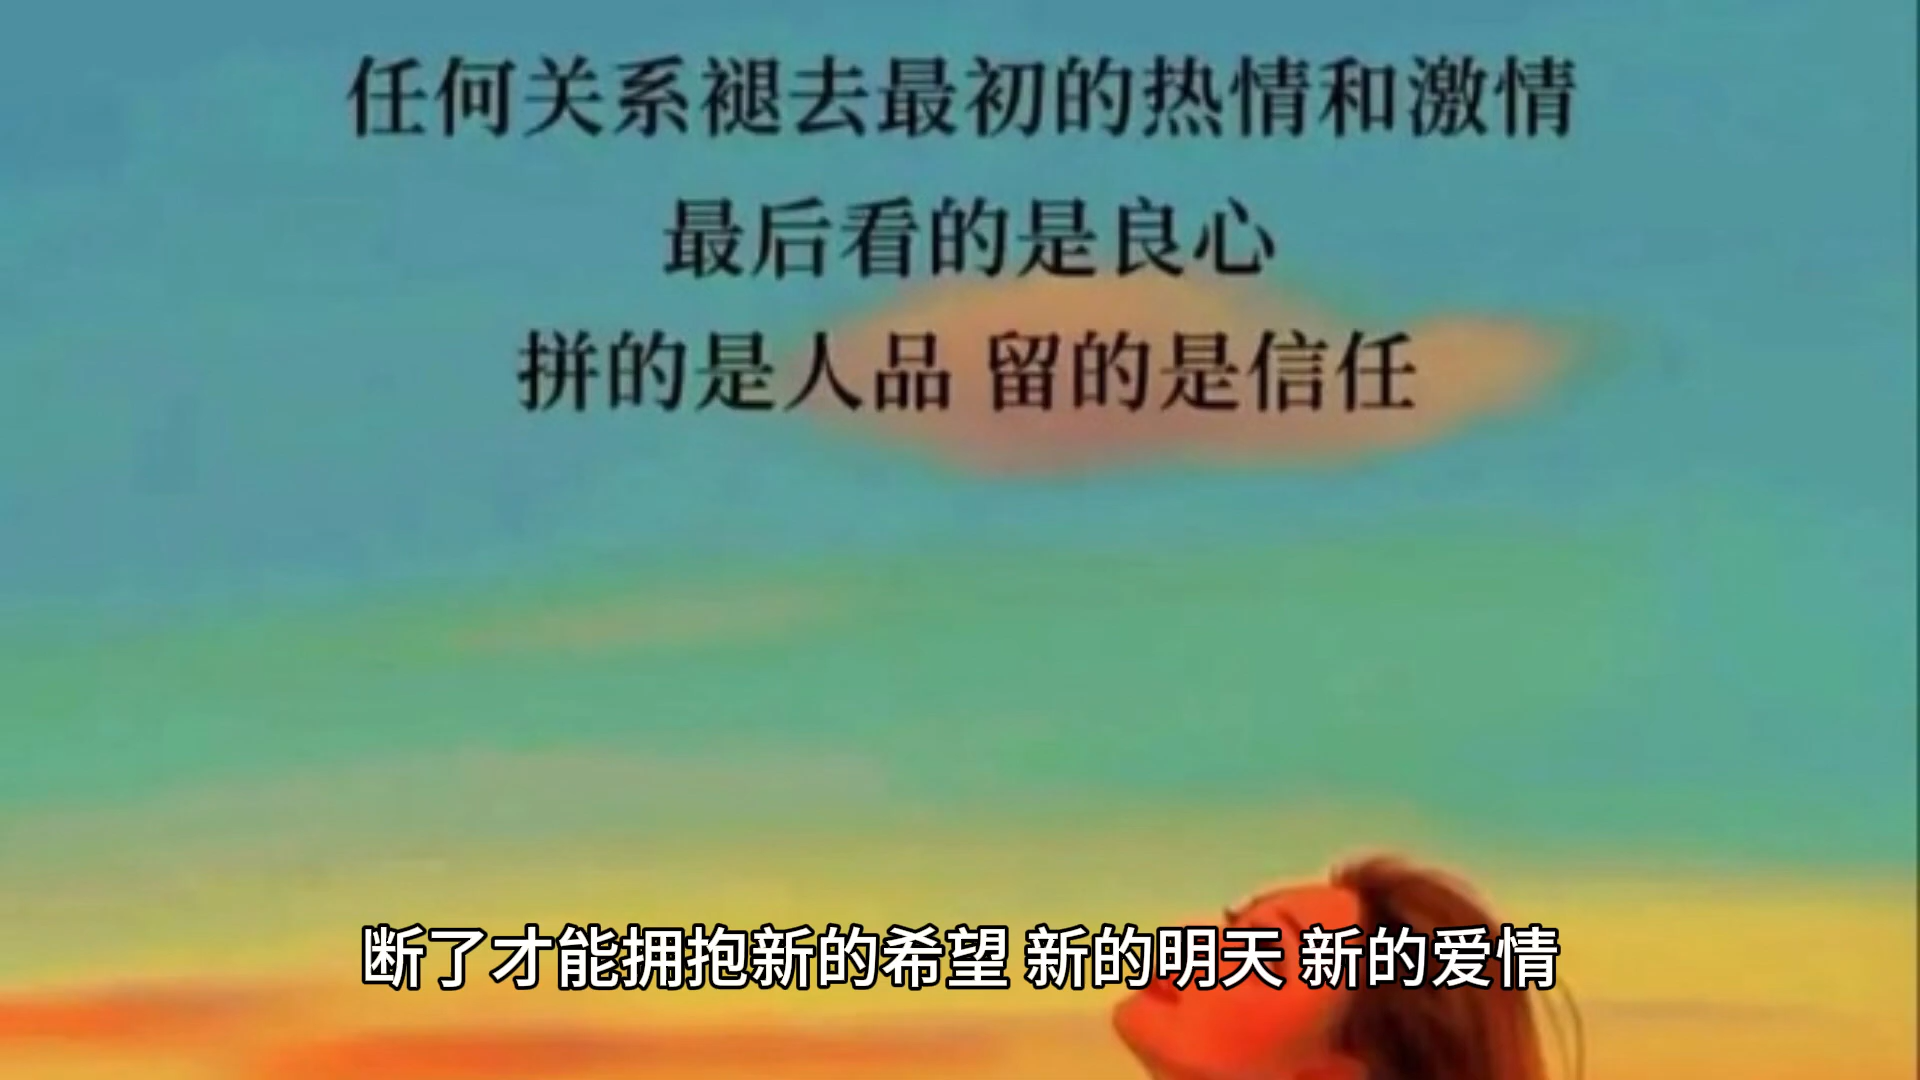 任何关系褪去最初的热情和激情
最后看的是良心
拼的是人品 留的是信任
断了才能拥抱新的希望 新的明天 新的爱情